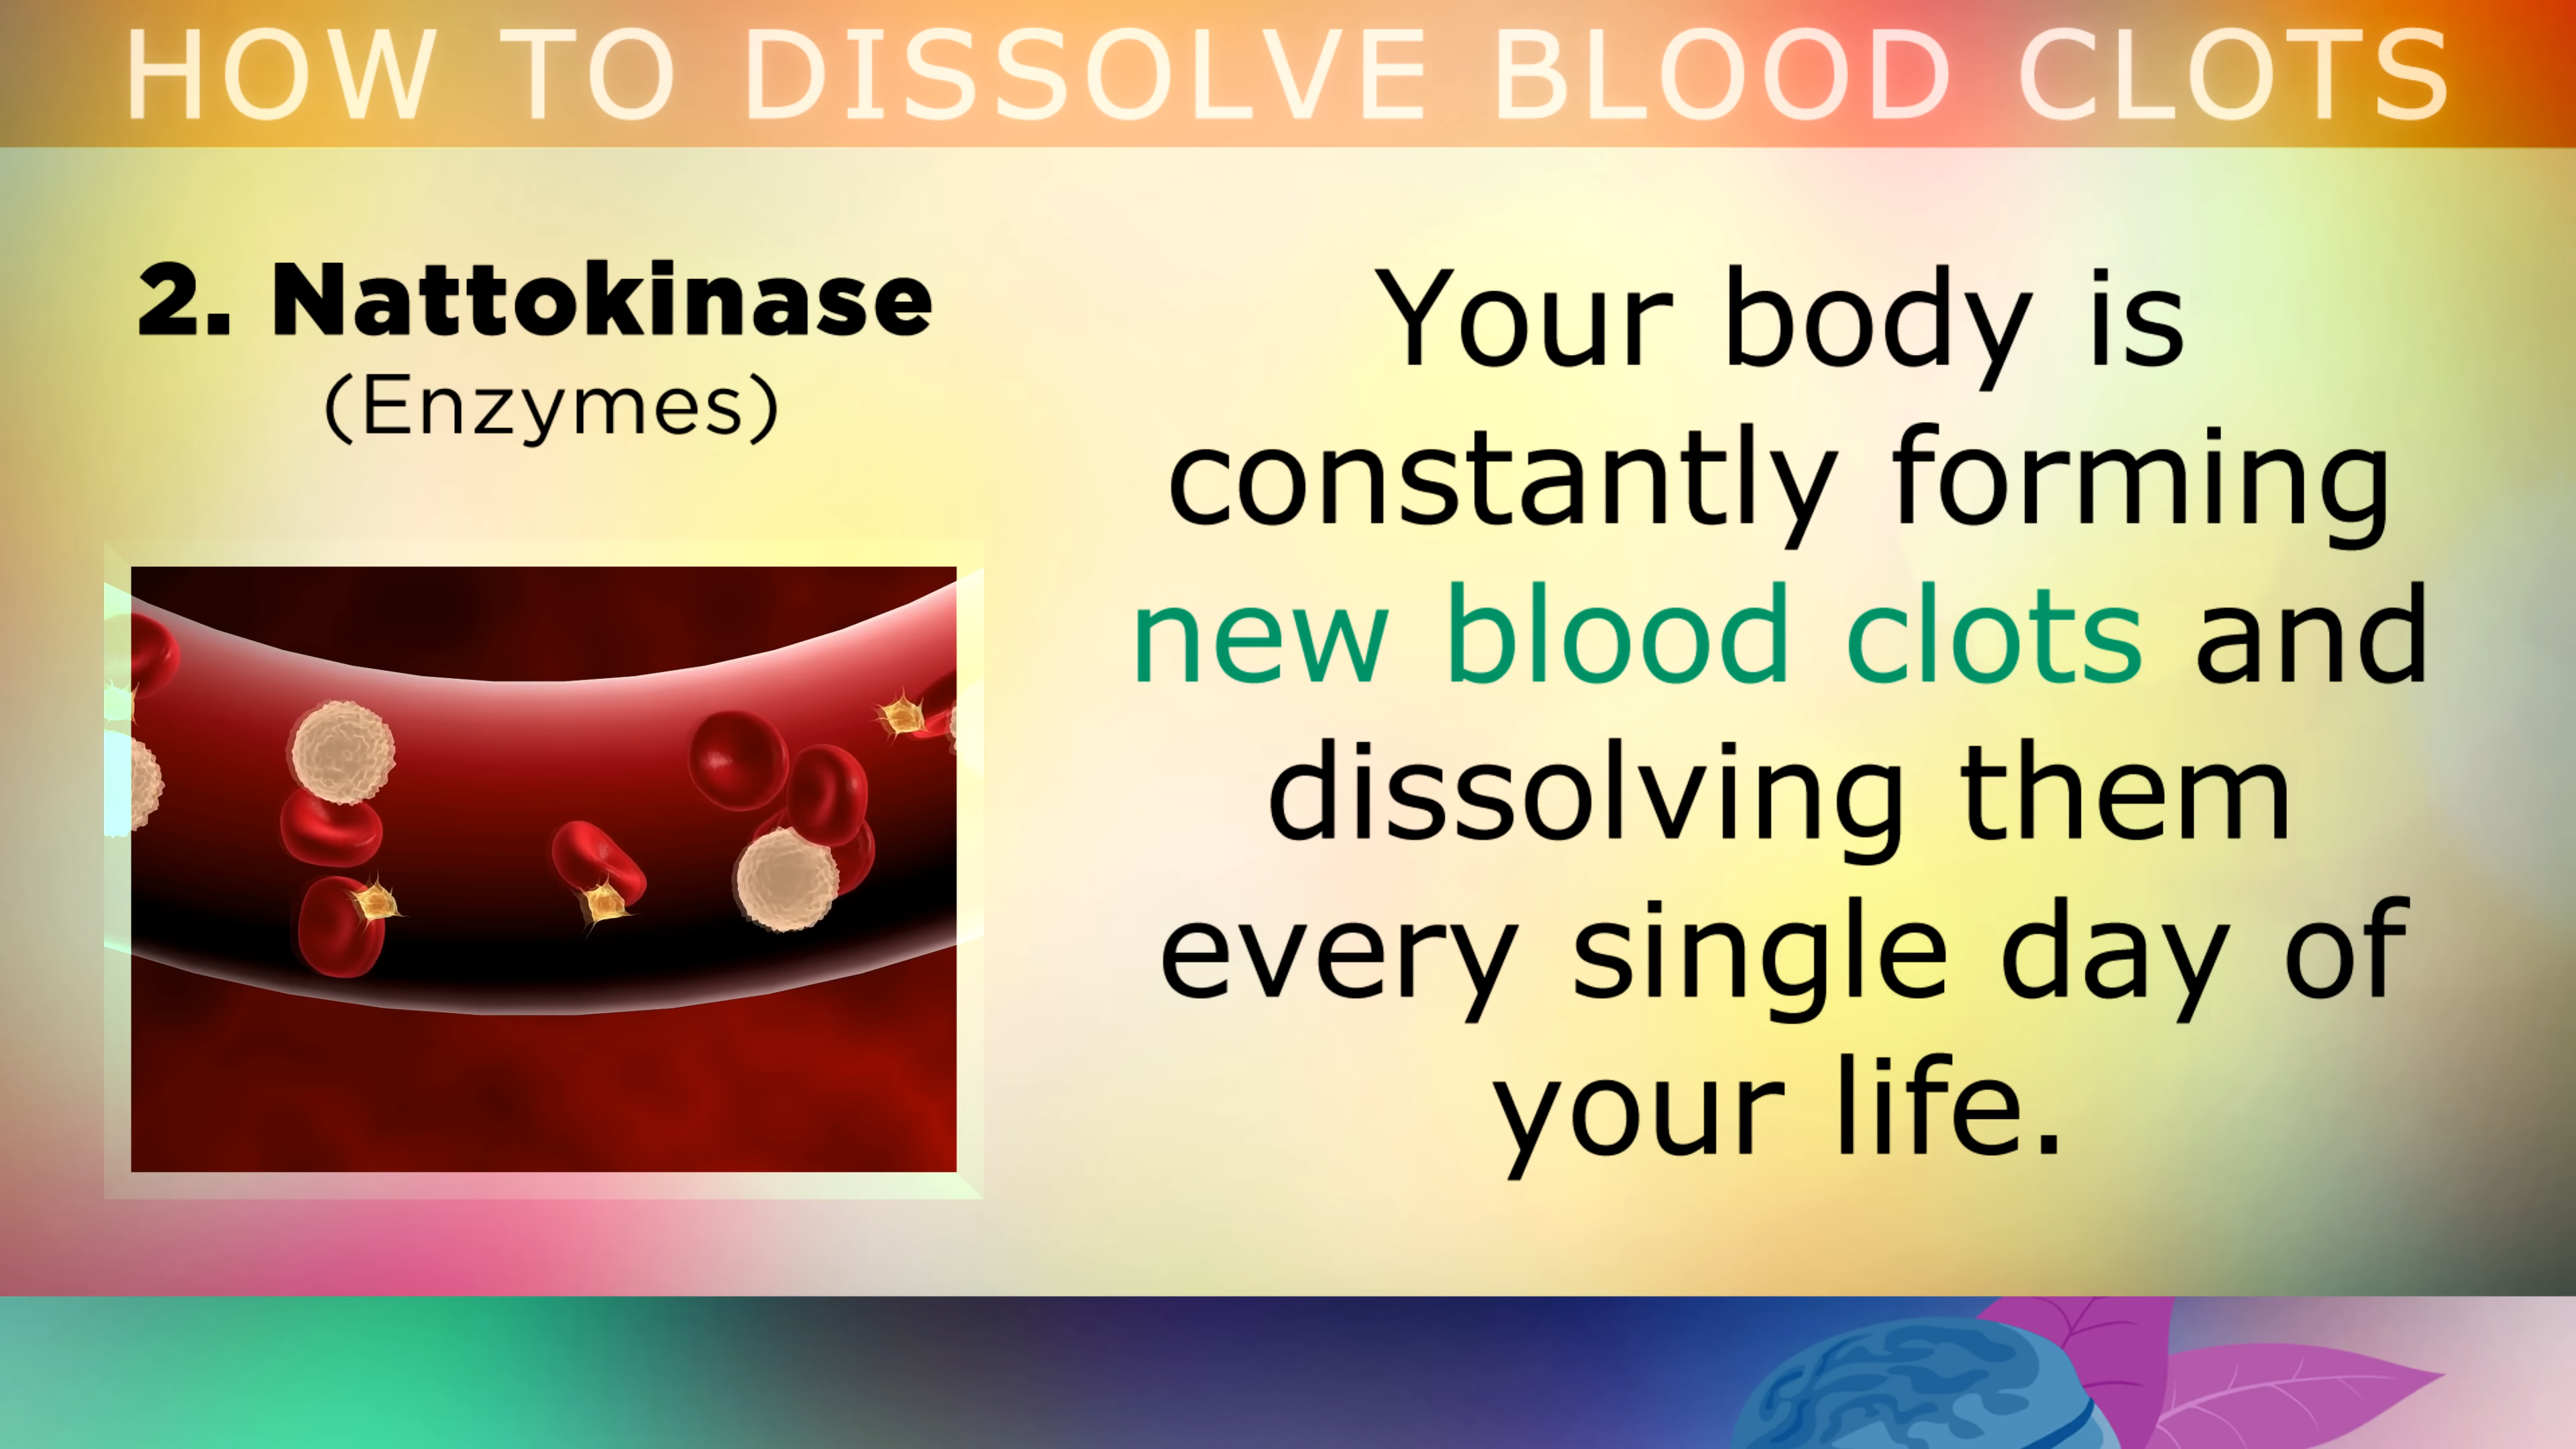 HOW TO DISSOLVE BLOOD CLOTS
2. Nattokinase
(Enzymes)
Your body is
constantly forming
new blood clots and
dissolving them
every single day of
your life.